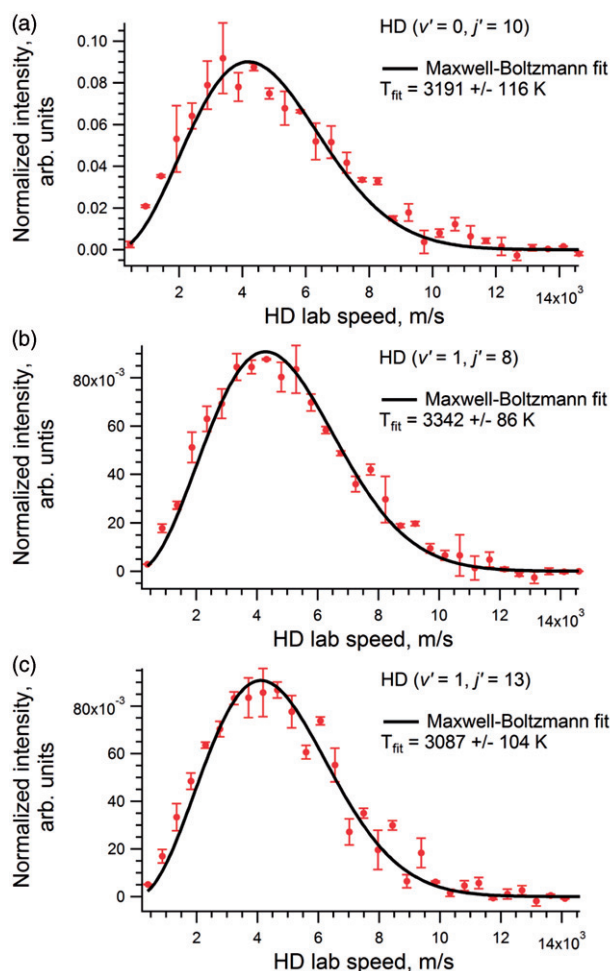 (a)
HD (v' = 0, j' = 10)
Maxwell-Boltzmann fit
T_fit = 3191 +/- 116 K
Normalized intensity,
arb. units
0.10
0.08
0.06
0.04
0.02
0.00
2 4 6 8 10 12 14x10³
HD lab speed, m/s
(b)
HD (v' = 1, j' = 8)
Maxwell-Boltzmann fit
T_fit = 3342 +/- 86 K
Normalized intensity,
arb. untis
80x10⁻³
60
40
20
0
2 4 6 8 10 12 14x10³
HD lab speed, m/s
(c)
HD (v' = 1, j' = 13)
Maxwell-Boltzmann fit
T_fit = 3087 +/- 104 K
Normalized intensity,
arb. units
80x10⁻³
60
40
20
0
2 4 6 8 10 12 14x10³
HD lab speed, m/s